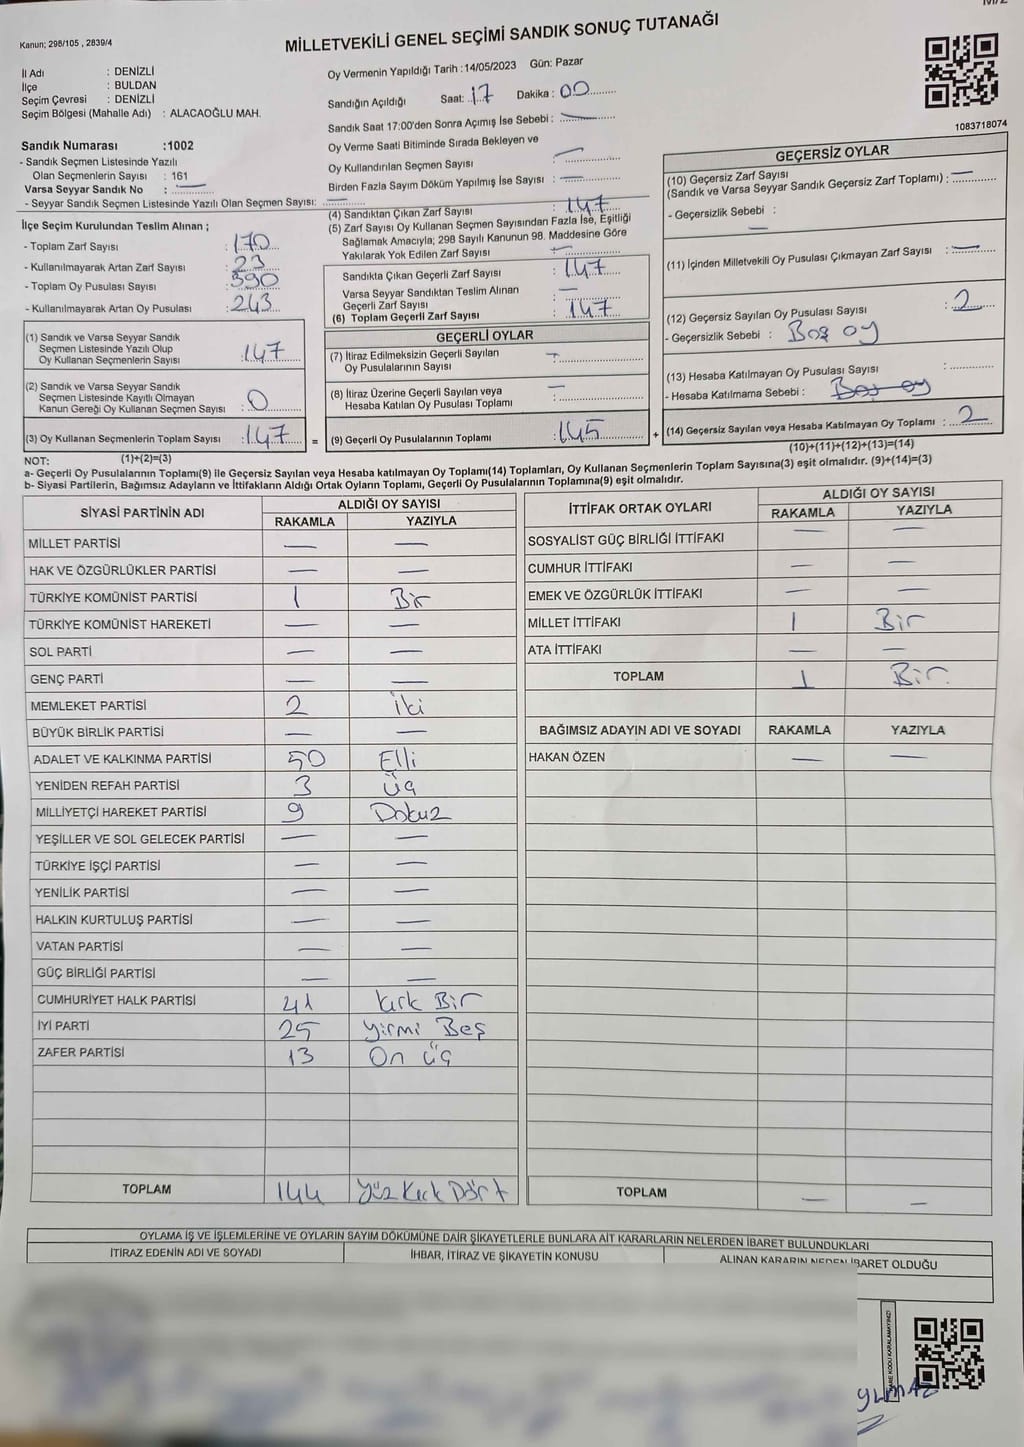 Kanun; 298/105 , 2839/4
MİLLETVEKİLİ GENEL SEÇİMİ SANDIK SONUÇ TUTANAĞI
İl Adı : DENİZLİ
İlçe : BULDAN
Seçim Çevresi : DENİZLİ
Seçim Bölgesi (Mahalle Adı) : ALACAOĞLU MAH.
Oy Vermenin Yapıldığı Tarih :14/05/2023 Gün: Pazar
Sandığın Açıldığı Saat: 17 Dakika : 00
Sandık Saat 17:00'den Sonra Açımış İse Sebebi : —
Oy Verme Saati Bitiminde Sırada Bekleyen ve
Oy Kullandırılan Seçmen Sayısı : —
Birden Fazla Sayım Döküm Yapılmış İse Sayısı : —
1083718074
Sandık Numarası :1002
- Sandık Seçmen Listesinde Yazılı
Olan Seçmenlerin Sayısı : 161
Varsa Seyyar Sandık No : —
- Seyyar Sandık Seçmen Listesinde Yazılı Olan Seçmen Sayısı: —
İlçe Seçim Kurulundan Teslim Alınan ;
- Toplam Zarf Sayısı : 170
- Kullanılmayarak Artan Zarf Sayısı : 23
- Toplam Oy Pusulası Sayısı : 390
- Kullanılmayarak Artan Oy Pusulası : 243
(1) Sandık ve Varsa Seyyar Sandık
Seçmen Listesinde Yazılı Olup
Oy Kullanan Seçmenlerin Sayısı : 147
(2) Sandık ve Varsa Seyyar Sandık
Seçmen Listesinde Kayıtlı Olmayan
Kanun Gereği Oy Kullanan Seçmen Sayısı : 0
(3) Oy Kullanan Seçmenlerin Toplam Sayısı : 147 =
(4) Sandıktan Çıkan Zarf Sayısı : 147
(5) Zarf Sayısı Oy Kullanan Seçmen Sayısından Fazla İse, Eşitliği
Sağlamak Amacıyla; 298 Sayılı Kanunun 98. Maddesine Göre
Yakılarak Yok Edilen Zarf Sayısı : —
Sandıkta Çıkan Geçerli Zarf Sayısı : 147
Varsa Seyyar Sandıktan Teslim Alınan
Geçerli Zarf Sayısı : —
(6) Toplam Geçerli Zarf Sayısı : 147
GEÇERLİ OYLAR
(7) İtiraz Edilmeksizin Geçerli Sayılan
Oy Pusulalarının Sayısı : —
(8) İtiraz Üzerine Geçerli Sayılan veya
Hesaba Katılan Oy Pusulası Toplamı : —
(9) Geçerli Oy Pusulalarının Toplamı : 145 +
GEÇERSİZ OYLAR
(10) Geçersiz Zarf Sayısı
(Sandık ve Varsa Seyyar Sandık Geçersiz Zarf Toplamı) : —
- Geçersizlik Sebebi :
—
(11) İçinden Milletvekili Oy Pusulası Çıkmayan Zarf Sayısı : —
(12) Geçersiz Sayılan Oy Pusulası Sayısı : 2
- Geçersizlik Sebebi : Boş oy
(13) Hesaba Katılmayan Oy Pusulası Sayısı :
- Hesaba Katılmama Sebebi : Boş oy
(14) Geçersiz Sayılan veya Hesaba Katılmayan Oy Toplamı : 2
NOT: (1)+(2)=(3)
(10)+(11)+(12)+(13)=(14)
a- Geçerli Oy Pusulalarının Toplamı(9) ile Geçersiz Sayılan veya Hesaba katılmayan Oy Toplamı(14) Toplamları, Oy Kullanan Seçmenlerin Toplam Sayısına(3) eşit olmalıdır. (9)+(14)=(3)
b- Siyasi Partilerin, Bağımsız Adayların ve İttifakların Aldığı Ortak Oyların Toplamı, Geçerli Oy Pusulalarının Toplamına(9) eşit olmalıdır.
SİYASİ PARTİNİN ADI ALDIĞI OY SAYISI
RAKAMLA YAZIYLA
MİLLET PARTİSİ — —
HAK VE ÖZGÜRLÜKLER PARTİSİ — —
TÜRKİYE KOMÜNİST PARTİSİ 1 Bir
TÜRKİYE KOMÜNİST HAREKETİ — —
SOL PARTİ — —
GENÇ PARTİ — —
MEMLEKET PARTİSİ 2 İki
BÜYÜK BİRLİK PARTİSİ — —
ADALET VE KALKINMA PARTİSİ 50 Elli
YENİDEN REFAH PARTİSİ 3 üç
MİLLİYETÇİ HAREKET PARTİSİ 9 Dokuz
YEŞİLLER VE SOL GELECEK PARTİSİ — —
TÜRKİYE İŞÇİ PARTİSİ — —
YENİLİK PARTİSİ — —
HALKIN KURTULUŞ PARTİSİ — —
VATAN PARTİSİ — —
GÜÇ BİRLİĞİ PARTİSİ — —
CUMHURİYET HALK PARTİSİ 41 kırk Bir
İYİ PARTİ 25 yirmi Beş
ZAFER PARTİSİ 13 On üç
TOPLAM 144 Yüz Kırk Dört
İTTİFAK ORTAK OYLARI ALDIĞI OY SAYISI
RAKAMLA YAZIYLA
SOSYALİST GÜÇ BİRLİĞİ İTTİFAKI — —
CUMHUR İTTİFAKI — —
EMEK VE ÖZGÜRLÜK İTTİFAKI — —
MİLLET İTTİFAKI 1 Bir
ATA İTTİFAKI — —
TOPLAM 1 Bir
BAĞIMSIZ ADAYIN ADI VE SOYADI RAKAMLA YAZIYLA
HAKAN ÖZEN — —
TOPLAM — —
OYLAMA İŞ VE İŞLEMLERİNE VE OYLARIN SAYIM DÖKÜMÜNE DAİR ŞİKAYETLERLE BUNLARA AİT KARARLARIN NELERDEN İBARET BULUNDUKLARI
İTİRAZ EDENİN ADI VE SOYADI İHBAR, İTİRAZ VE ŞİKAYETİN KONUSU ALINAN KARARIN NEDEN İBARET OLDUĞU
KARE KODU KARALAMAYINIZ!
YILMAZ